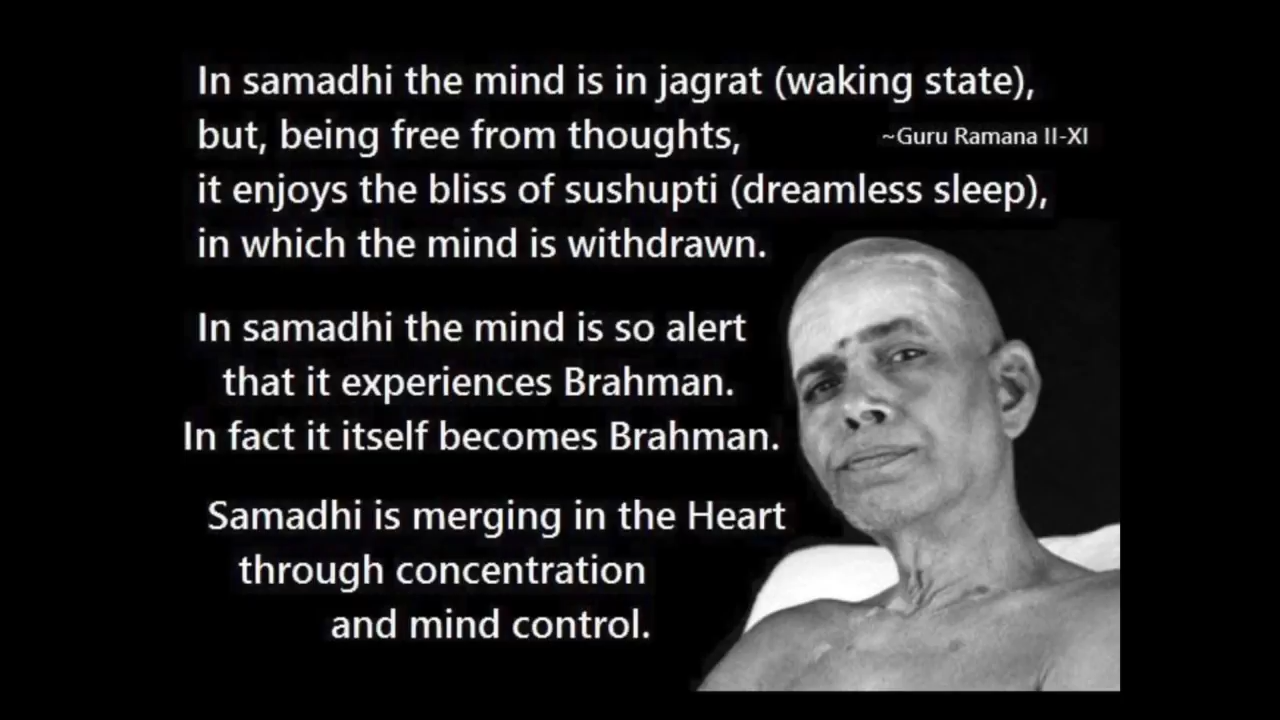 In samadhi the mind is in jagrat (waking state),
but, being free from thoughts,
~Guru Ramana II-XI
it enjoys the bliss of sushupti (dreamless sleep),
in which the mind is withdrawn.
In samadhi the mind is so alert
that it experiences Brahman.
In fact it itself becomes Brahman.
Samadhi is merging in the Heart
through concentration
and mind control.